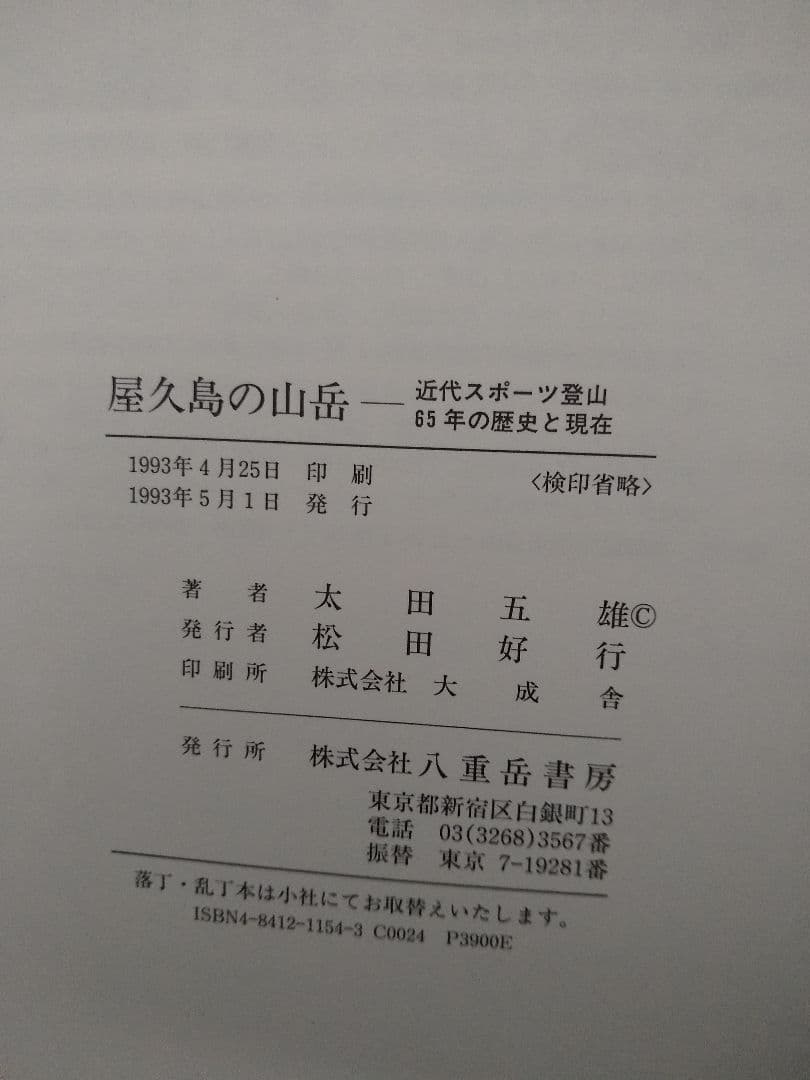 屋久島の山岳―近代スポーツ登山
65年の歴史と現在
1993年4月25日 印刷 〈検印省略〉
1993年5月1日 発行
著者 太田五雄©
発行者 松田好行
印刷所 株式会社 大成舎
発行所 株式会社八重岳書房
東京都新宿区白銀町13
電話 03(3268)3567番
振替 東京 7-19281番
落丁・乱丁本は小社にてお取替えいたします。
ISBN4-8412-1154-3 C0024 P3900E